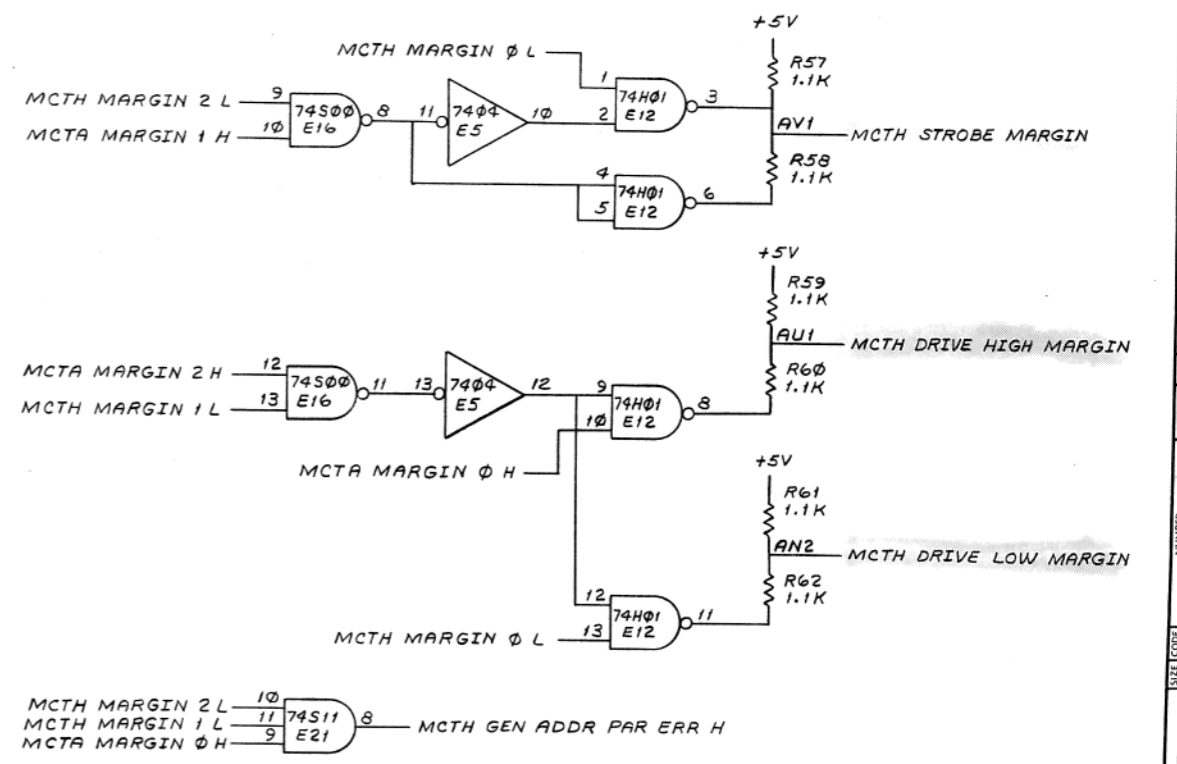 +5V
MCTH MARGIN Ø L
R57
1.1K
1
74HØ1
E12
3
2
MCTH MARGIN 2 L
9
74SØØ
E16
8
11
74Ø4
E5
1Ø
MCTA MARGIN 1 H
1Ø
AV1
MCTH STROBE MARGIN
R58
1.1K
4
74HØ1
E12
6
5
+5V
R59
1.1K
AU1
MCTH DRIVE HIGH MARGIN
R6Ø
1.1K
MCTA MARGIN 2 H
12
74SØØ
E16
11
13
74Ø4
E5
12
9
74HØ1
E12
8
MCTH MARGIN 1 L
13
1Ø
MCTA MARGIN Ø H
+5V
R61
1.1K
AN2
MCTH DRIVE LOW MARGIN
R62
1.1K
12
74HØ1
E12
11
MCTH MARGIN Ø L
13
MCTH MARGIN 2 L
1Ø
MCTH MARGIN 1 L
11
74S11
E21
8
MCTH GEN ADDR PAR ERR H
MCTA MARGIN Ø H
9
SIZE
CODE